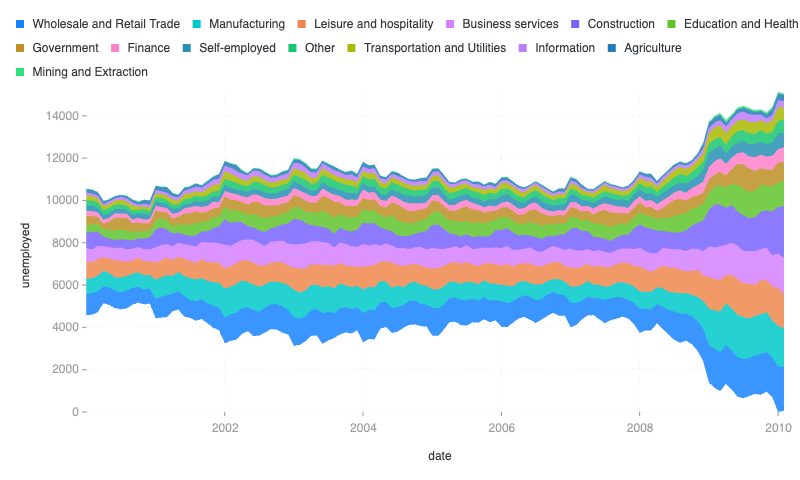 Wholesale and Retail Trade Manufacturing Leisure and hospitality Business services Construction Education and Health
Government Finance Self-employed Other Transportation and Utilities Information Agriculture
Mining and Extraction
14000
12000
10000
8000
6000
4000
2000
0
unemployed
2002 2004 2006 2008 2010
date